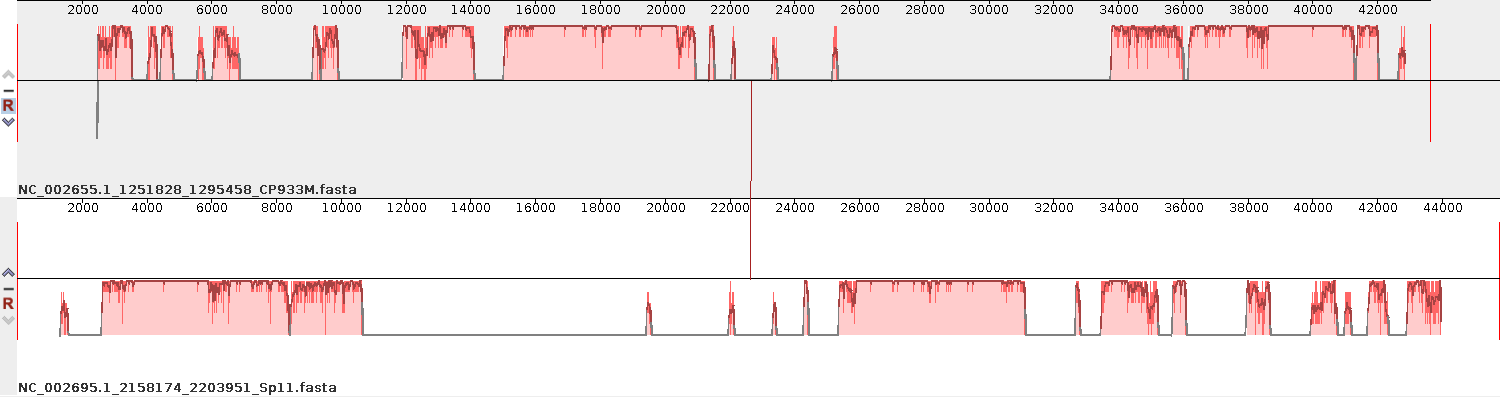 2000 4000 6000 8000 10000 12000 14000 16000 18000 20000 22000 24000 26000 28000 30000 32000 34000 36000 38000 40000 42000
R
NC_002655.1_1251828_1295458_CP933M.fasta
2000 4000 6000 8000 10000 12000 14000 16000 18000 20000 22000 24000 26000 28000 30000 32000 34000 36000 38000 40000 42000 44000
R
NC_002695.1_2158174_2203951_Sp11.fasta